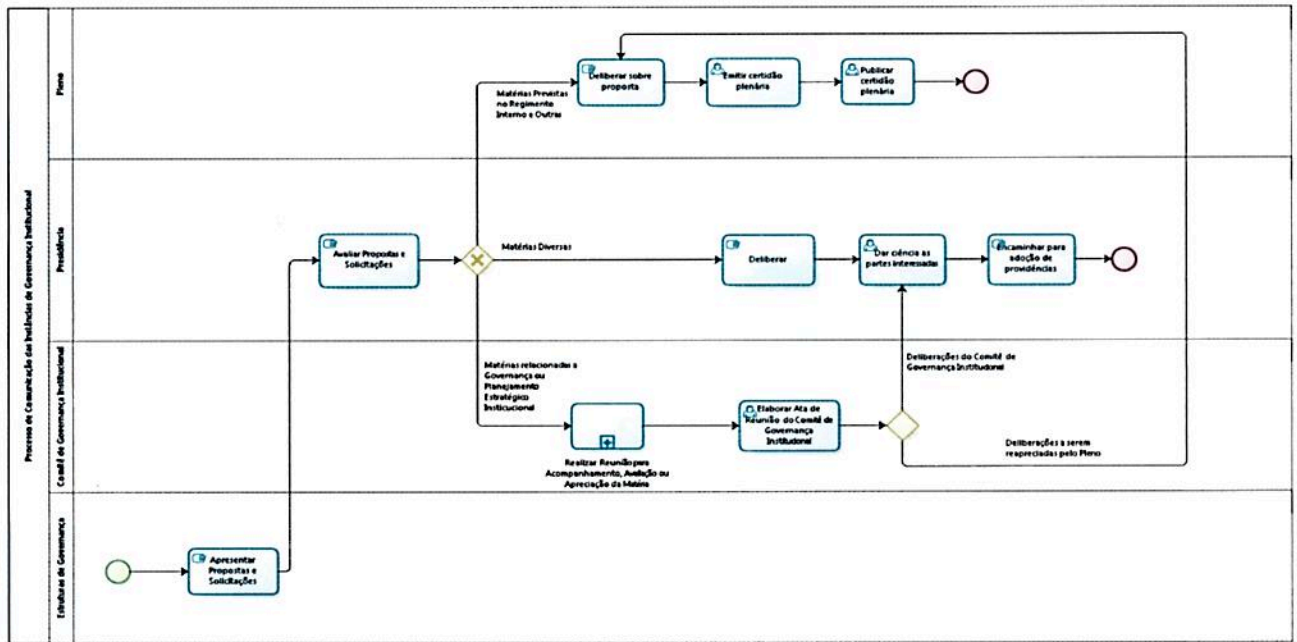 Processo de Comunicação das Instâncias de Governança Institucional
Pleno
Matérias Previstas
no Regimento
Interno e Outras
Deliberar sobre
proposta
Emitir certidão
plenária
Publicar
certidão
plenária
Presidência
Avaliar Propostas e
Solicitações
Matérias Diversas
Deliberar
Dar ciência as
partes interessadas
Encaminhar para
adoção de
providências
Comitê de Governança Institucional
Matérias relacionadas a
Governança ou
Planejamento
Estratégico
Institucional
Realizar Reunião para
Acompanhamento, Avaliação ou
Apreciação da Matéria
Elaborar Ata de
Reunião do Comitê de
Governança
Institucional
Deliberações do Comitê de
Governança Institucional
Deliberações a serem
reapreciadas pelo Pleno
Estruturas de Governança
Apresentar
Propostas e
Solicitações